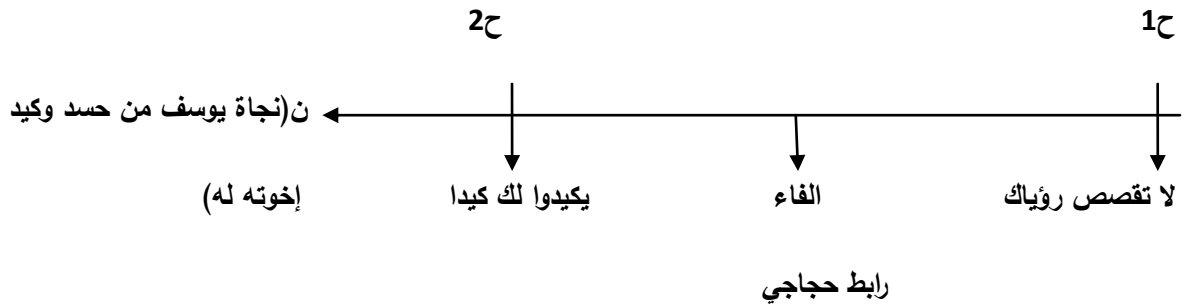 ح1 ح2
ن(نجاة يوسف من حسد وكيد
لا تقصص رؤياك الفاء يكيدوا لك كيدا إخوته له)
رابط حجاجي